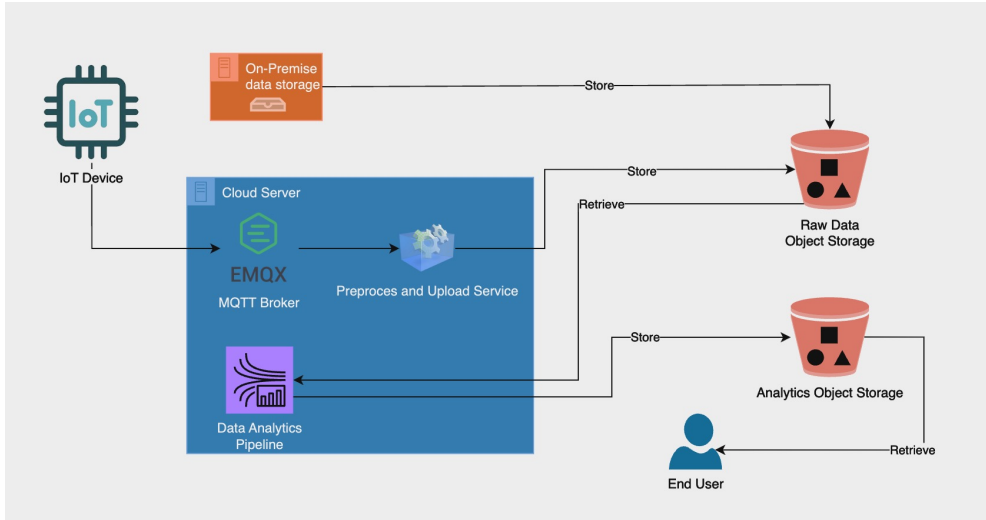 IoT
IoT Device
On-Premise
data storage
Store
Raw Data
Object Storage
Cloud Server
Store
Retrieve
EMQX
MQTT Broker
Preproces and Upload Service
Store
Analytics Object Storage
Data Analytics
Pipeline
Retrieve
End User